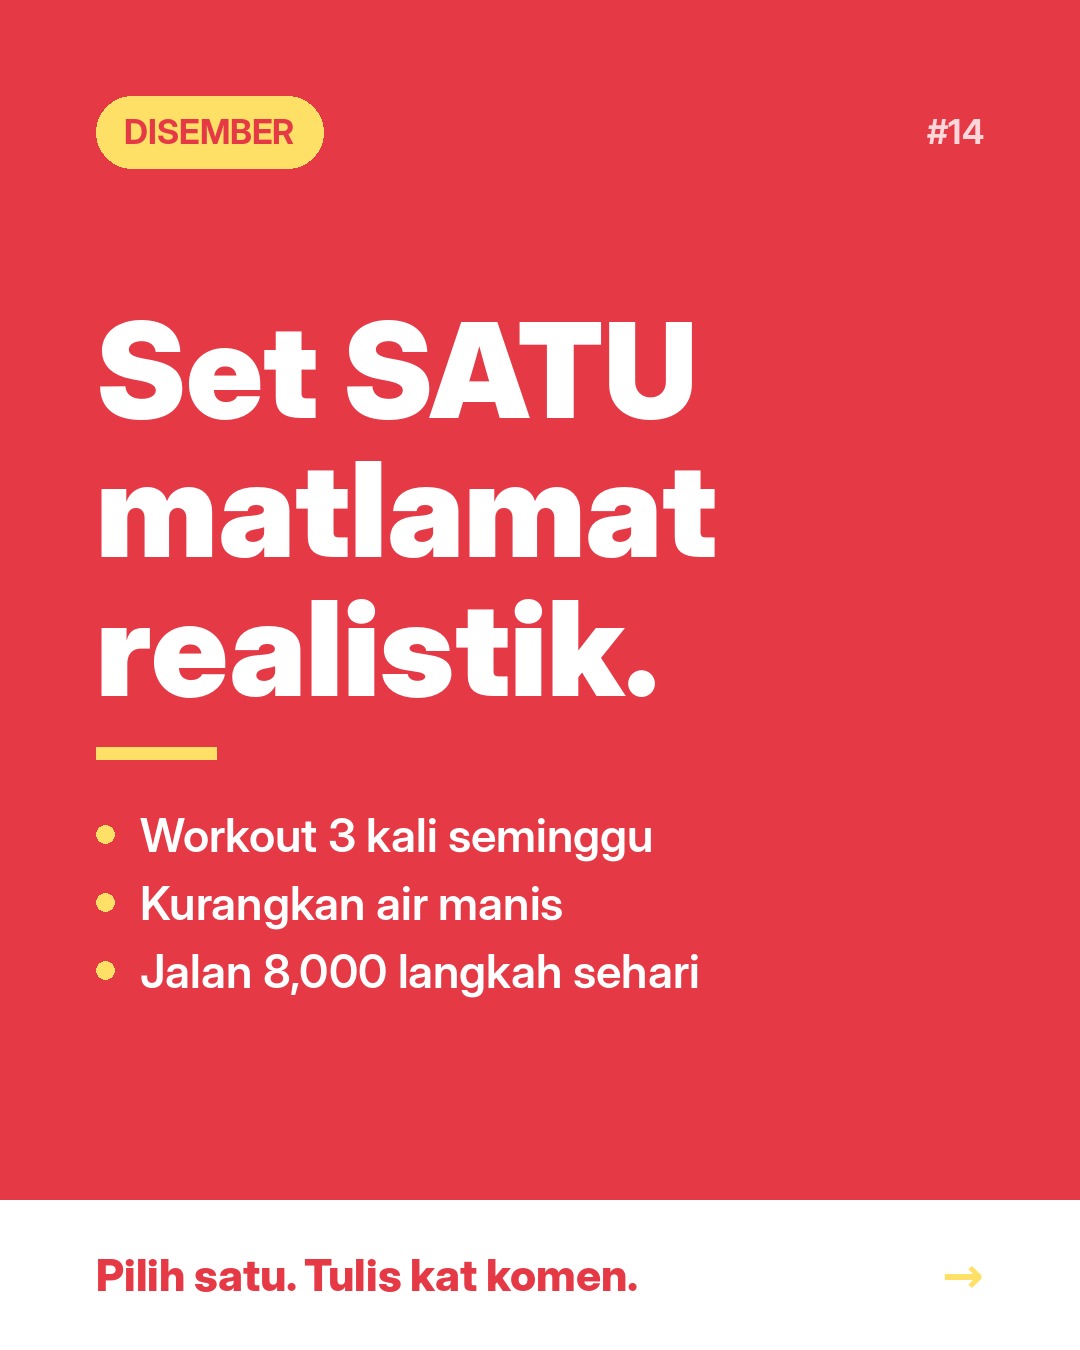 DISEMBER
#14
Set SATU
matlamat
realistik.
Workout 3 kali seminggu
Kurangkan air manis
Jalan 8,000 langkah sehari
Pilih satu. Tulis kat komen.
→